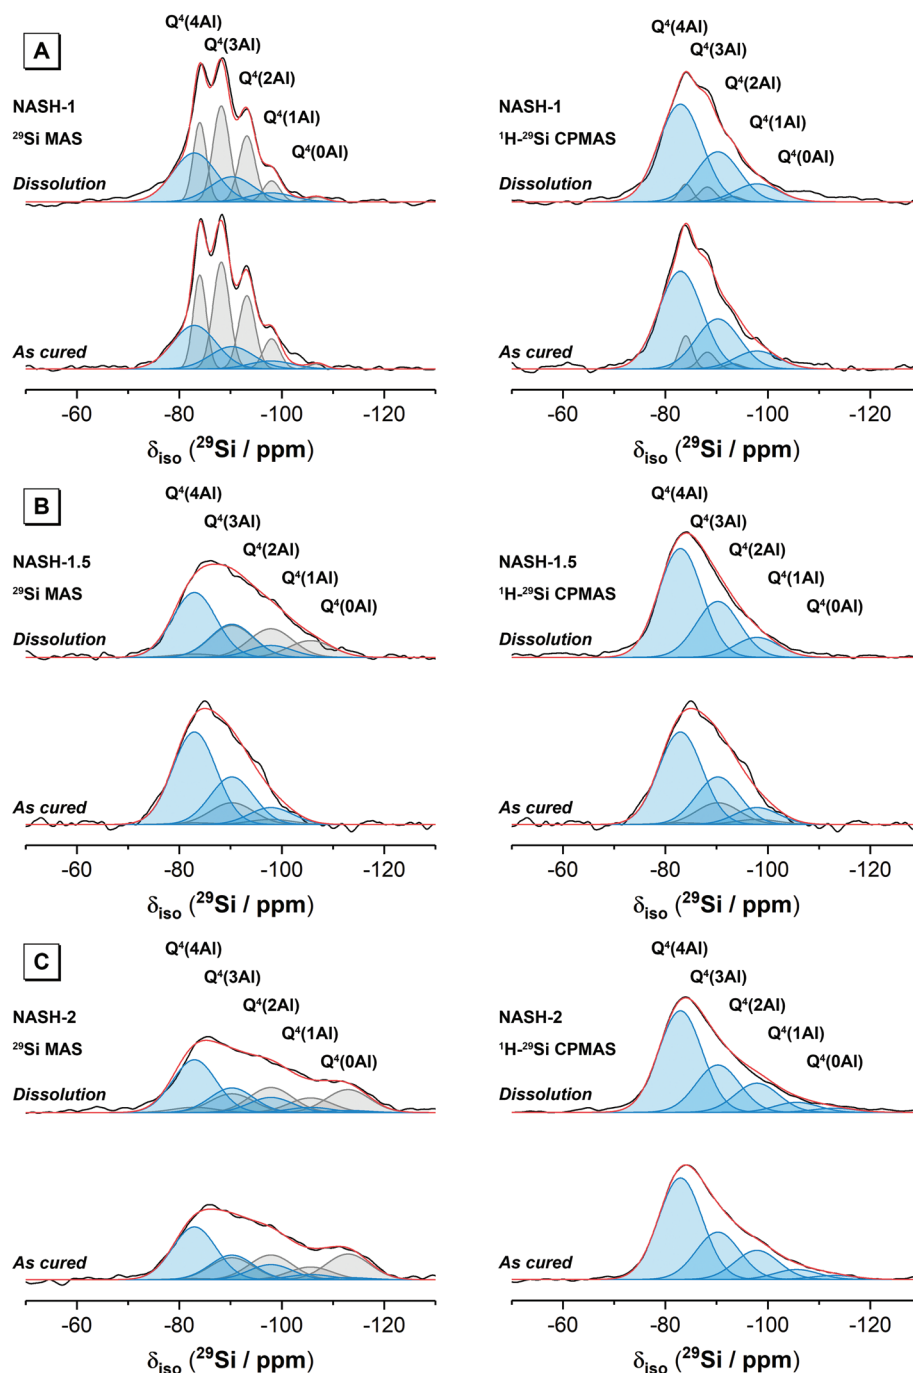 A
Q⁴(4Al)
Q⁴(3Al)
Q⁴(2Al)
Q⁴(1Al)
Q⁴(0Al)
NASH-1
²⁹Si MAS
Dissolution
As cured
-60 -80 -100 -120
δiso (²⁹Si / ppm)
Q⁴(4Al)
Q⁴(3Al)
Q⁴(2Al)
Q⁴(1Al)
Q⁴(0Al)
NASH-1
¹H-²⁹Si CPMAS
Dissolution
As cured
-60 -80 -100 -120
δiso (²⁹Si / ppm)
B
Q⁴(4Al)
Q⁴(3Al)
Q⁴(2Al)
Q⁴(1Al)
Q⁴(0Al)
NASH-1.5
²⁹Si MAS
Dissolution
As cured
-60 -80 -100 -120
δiso (²⁹Si / ppm)
Q⁴(4Al)
Q⁴(3Al)
Q⁴(2Al)
Q⁴(1Al)
Q⁴(0Al)
NASH-1.5
¹H-²⁹Si CPMAS
Dissolution
As cured
-60 -80 -100 -120
δiso (²⁹Si / ppm)
C
Q⁴(4Al)
Q⁴(3Al)
Q⁴(2Al)
Q⁴(1Al)
Q⁴(0Al)
NASH-2
²⁹Si MAS
Dissolution
As cured
-60 -80 -100 -120
δiso (²⁹Si / ppm)
Q⁴(4Al)
Q⁴(3Al)
Q⁴(2Al)
Q⁴(1Al)
Q⁴(0Al)
NASH-2
¹H-²⁹Si CPMAS
Dissolution
As cured
-60 -80 -100 -120
δiso (²⁹Si / ppm)